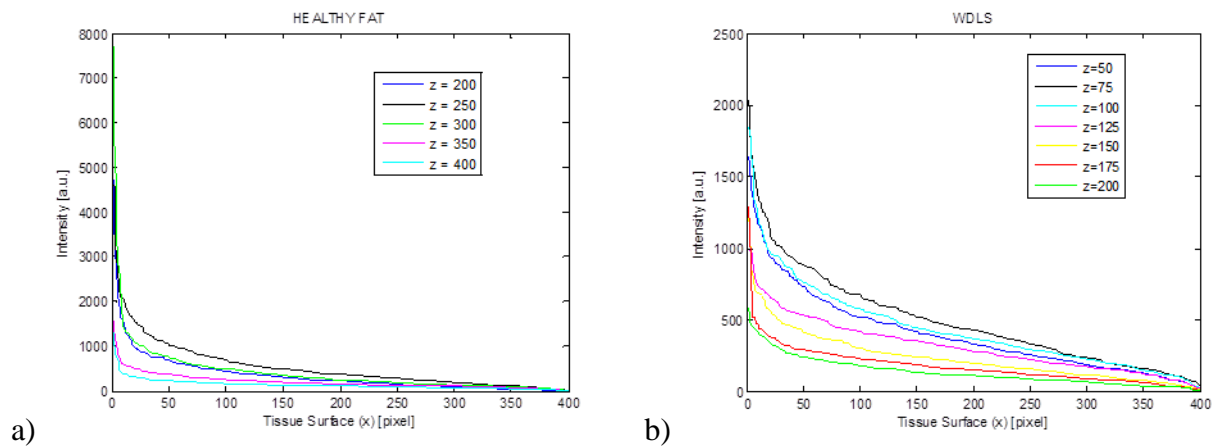 HEALTHY FAT
8000
7000
6000
5000
4000
3000
2000
1000
0
Intensity [a.u.]
z = 200
z = 250
z = 300
z = 350
z = 400
0 50 100 150 200 250 300 350 400
Tissue Surface (x) [pixel]
a)
WDLS
2500
2000
1500
1000
500
0
Intensity [a.u.]
z=50
z=75
z=100
z=125
z=150
z=175
z=200
0 50 100 150 200 250 300 350 400
Tissue Surface (x) [pixel]
b)